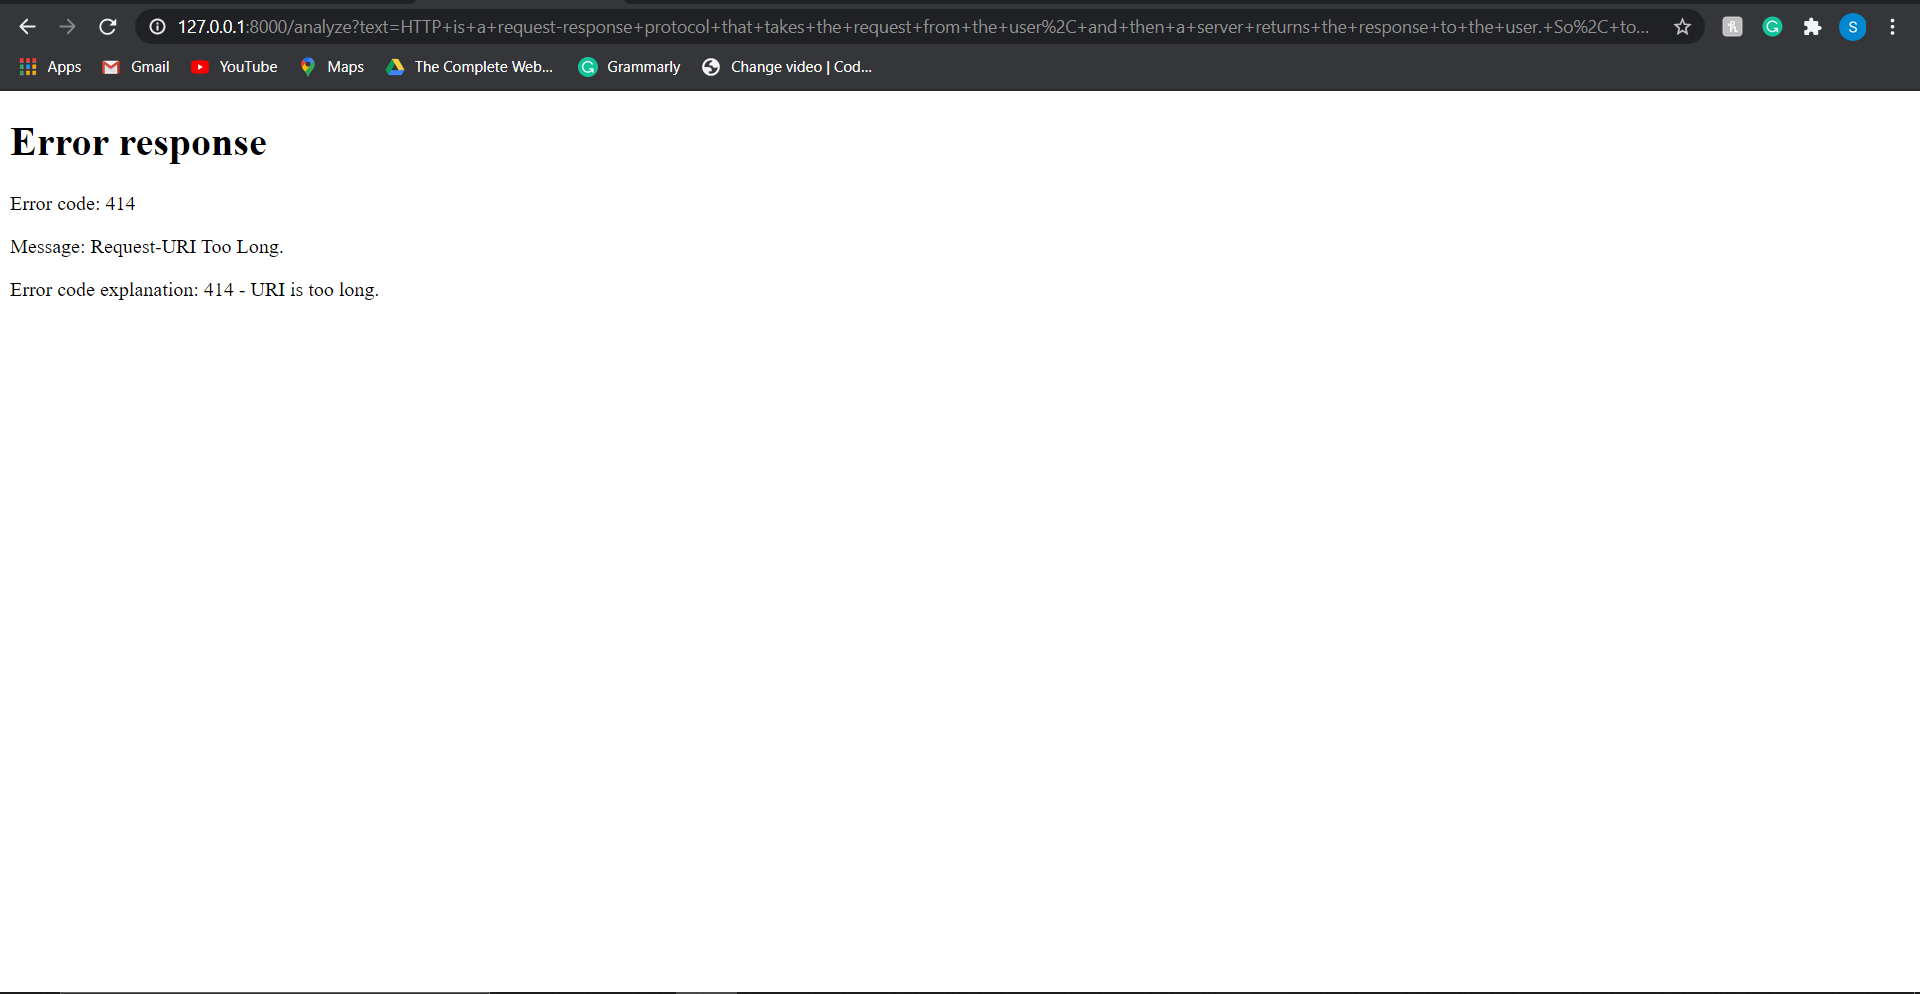 127.0.0.1:8000/analyze?text=HTTP+is+a+request-response+protocol+that+takes+the+request+from+the+user%2C+and+then+a+server+returns+the+response+to+the+user.+So%2C+to...
S
Apps Gmail YouTube Maps The Complete Web... Grammarly Change video | Cod...
Error response
Error code: 414
Message: Request-URI Too Long.
Error code explanation: 414 - URI is too long.